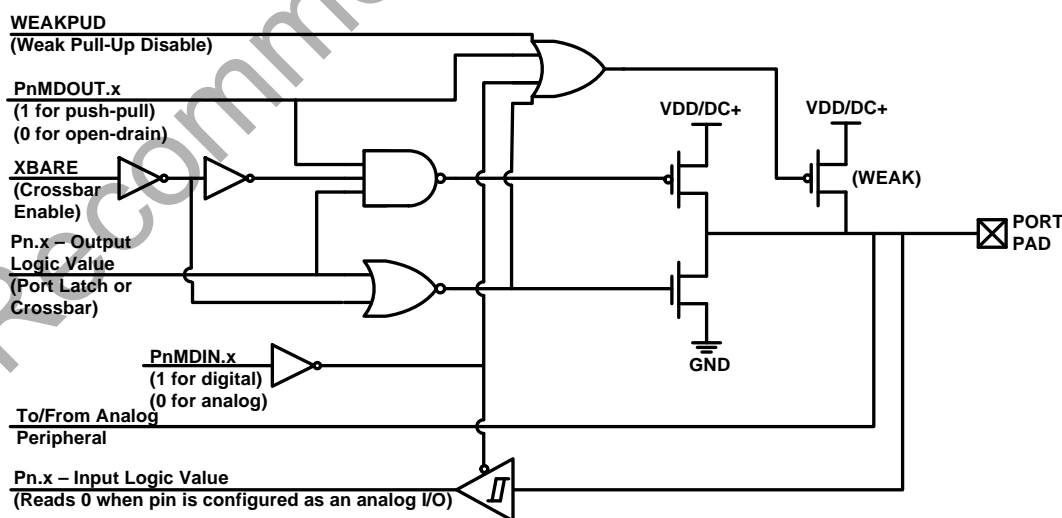 WEAKPUD
(Weak Pull-Up Disable)
PnMDOUT.x
(1 for push-pull)
(0 for open-drain)
XBARE
(Crossbar
Enable)
Pn.x – Output
Logic Value
(Port Latch or
Crossbar)
PnMDIN.x
(1 for digital)
(0 for analog)
To/From Analog
Peripheral
Pn.x – Input Logic Value
(Reads 0 when pin is configured as an analog I/O)
VDD/DC+
VDD/DC+
(WEAK)
GND
PORT
PAD
Recomm